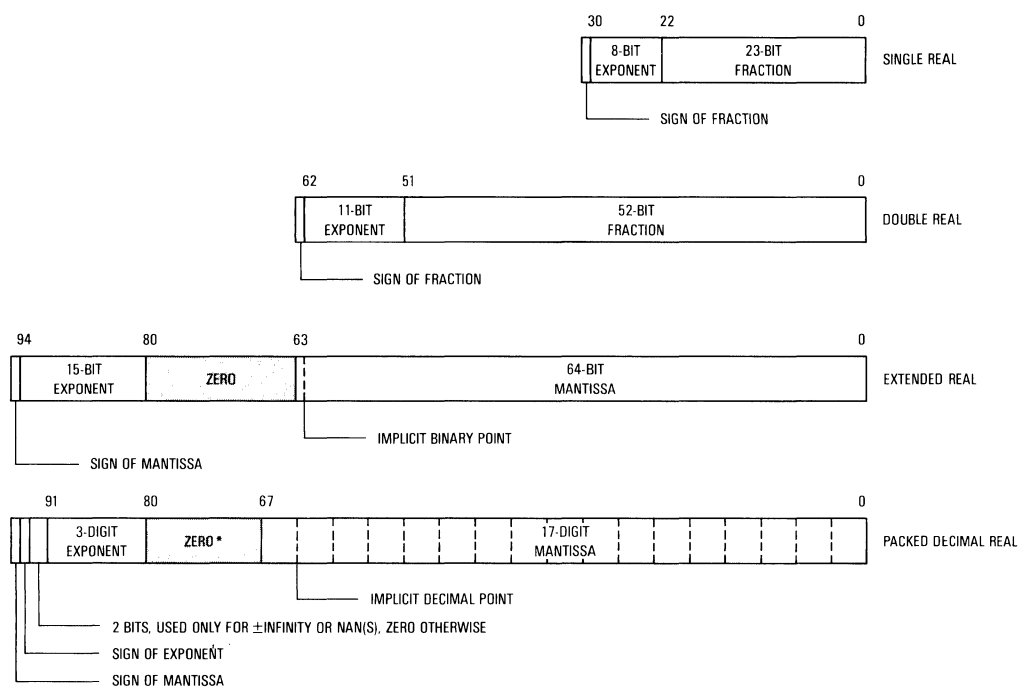 30 22 0
8-BIT EXPONENT
23-BIT FRACTION
SINGLE REAL
SIGN OF FRACTION
62 51 0
11-BIT EXPONENT
52-BIT FRACTION
DOUBLE REAL
SIGN OF FRACTION
94 80 63 0
15-BIT EXPONENT
ZERO
64-BIT MANTISSA
EXTENDED REAL
IMPLICIT BINARY POINT
SIGN OF MANTISSA
91 80 67 0
3-DIGIT EXPONENT
ZERO*
17-DIGIT MANTISSA
PACKED DECIMAL REAL
IMPLICIT DECIMAL POINT
2 BITS, USED ONLY FOR ±INFINITY OR NAN(S), ZERO OTHERWISE
SIGN OF EXPONENT
SIGN OF MANTISSA